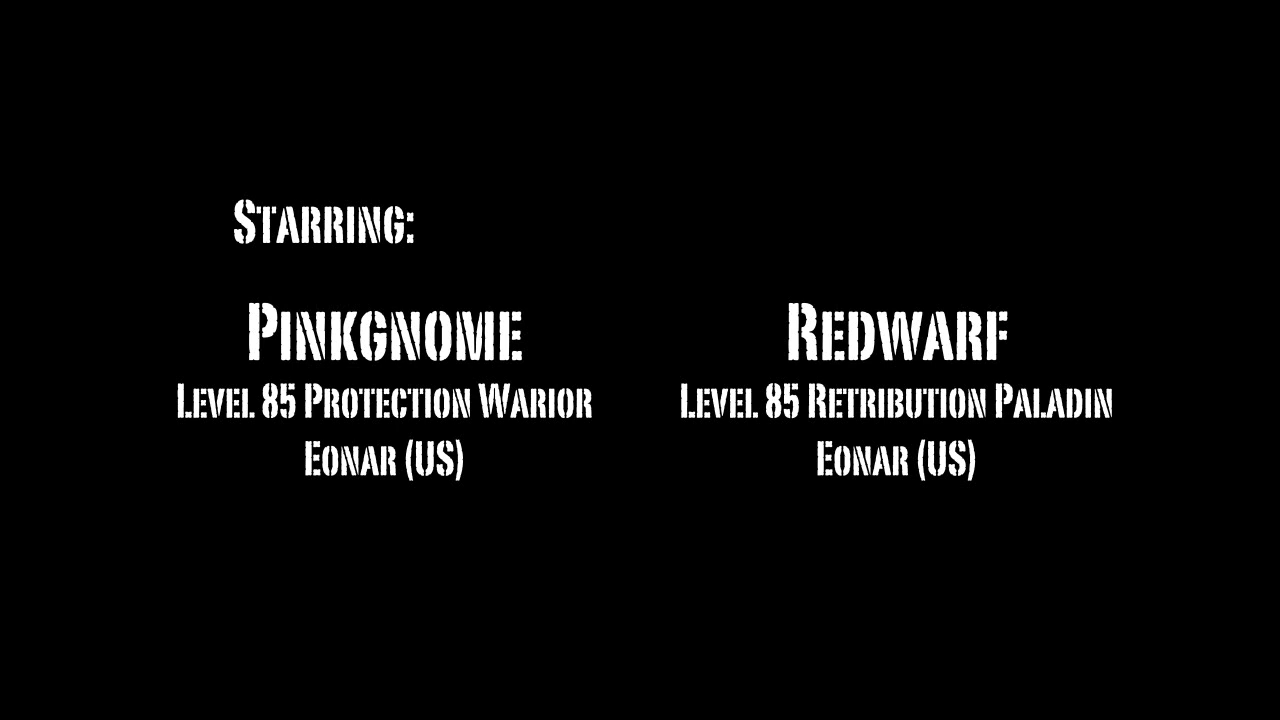 Starring:
Pinkgnome
Level 85 Protection Warior
Eonar (US)
Redwarf
Level 85 Retribution Paladin
Eonar (US)